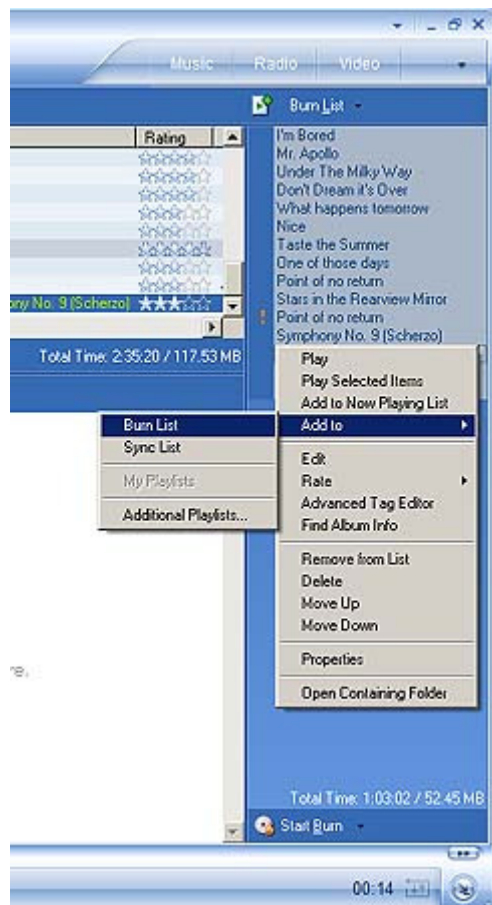 Music Radio Video
Burn List
Rating
I'm Bored
Mr. Apollo
Under The Milky Way
Don't Dream it's Over
What happens tomorrow
Nice
Taste the Summer
One of those days
Point of no return
Stars in the Rearview Mirror
Point of no return
Symphony No. 9 (Scherzo)
ony No. 9 (Scherzo)
Total Time: 2:35:20 / 117.53 MB
Play
Play Selected Items
Add to Now Playing List
Add to
Burn List
Sync List
My Playlists
Additional Playlists...
Edit
Rate
Advanced Tag Editor
Find Album Info
Remove from List
Delete
Move Up
Move Down
Properties
Open Containing Folder
re.
Total Time: 1:03:02 / 52.45 MB
Start Burn
00:14